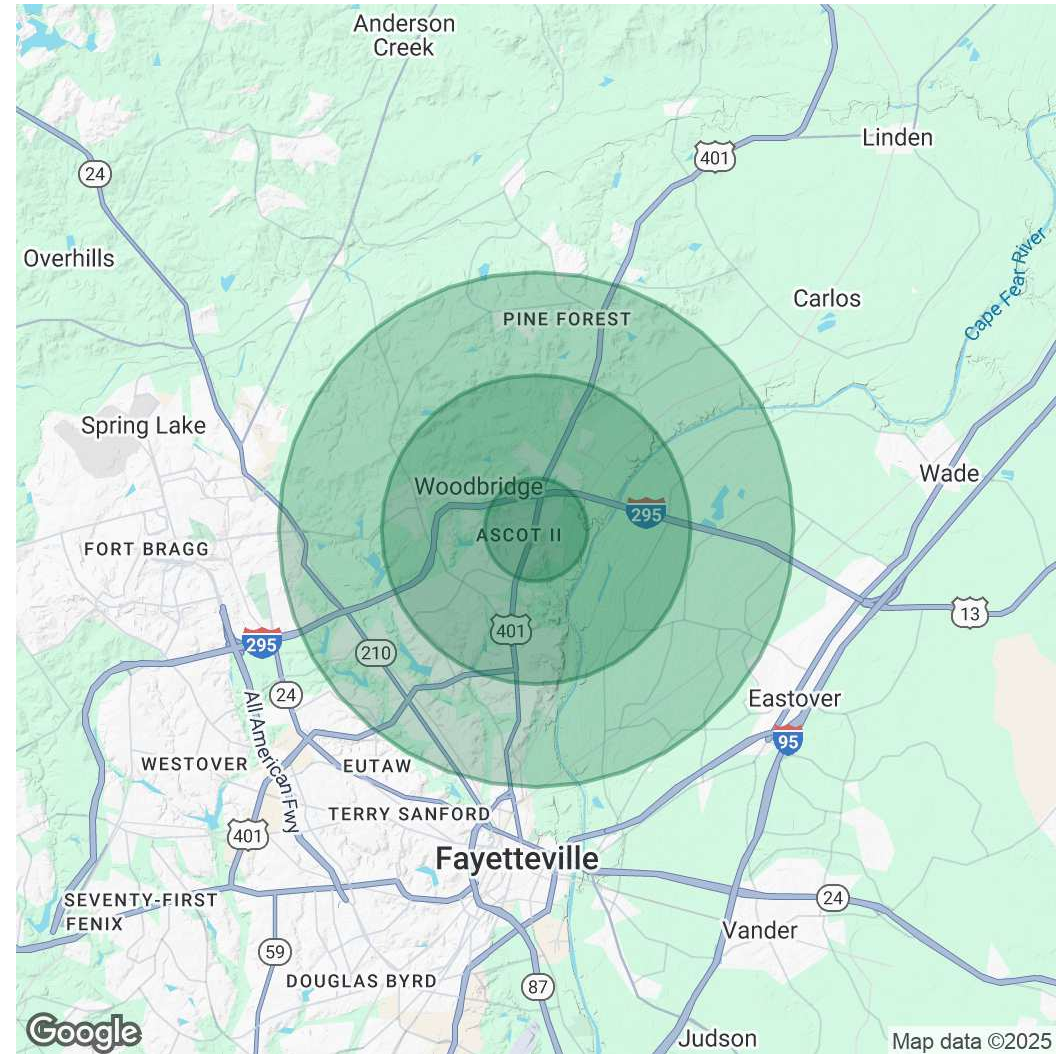 Anderson
Creek
401
Linden
24
Overhills
Cape Fear River
Carlos
PINE FOREST
Spring Lake
Woodbridge
Wade
295
ASCOT II
FORT BRAGG
13
401
295
210
24
All American Fwy
Eastover
95
WESTOVER
EUTAW
TERRY SANFORD
401
Fayetteville
SEVENTY-FIRST
FENIX
24
Vander
59
DOUGLAS BYRD
87
Judson
Google
Map data ©2025